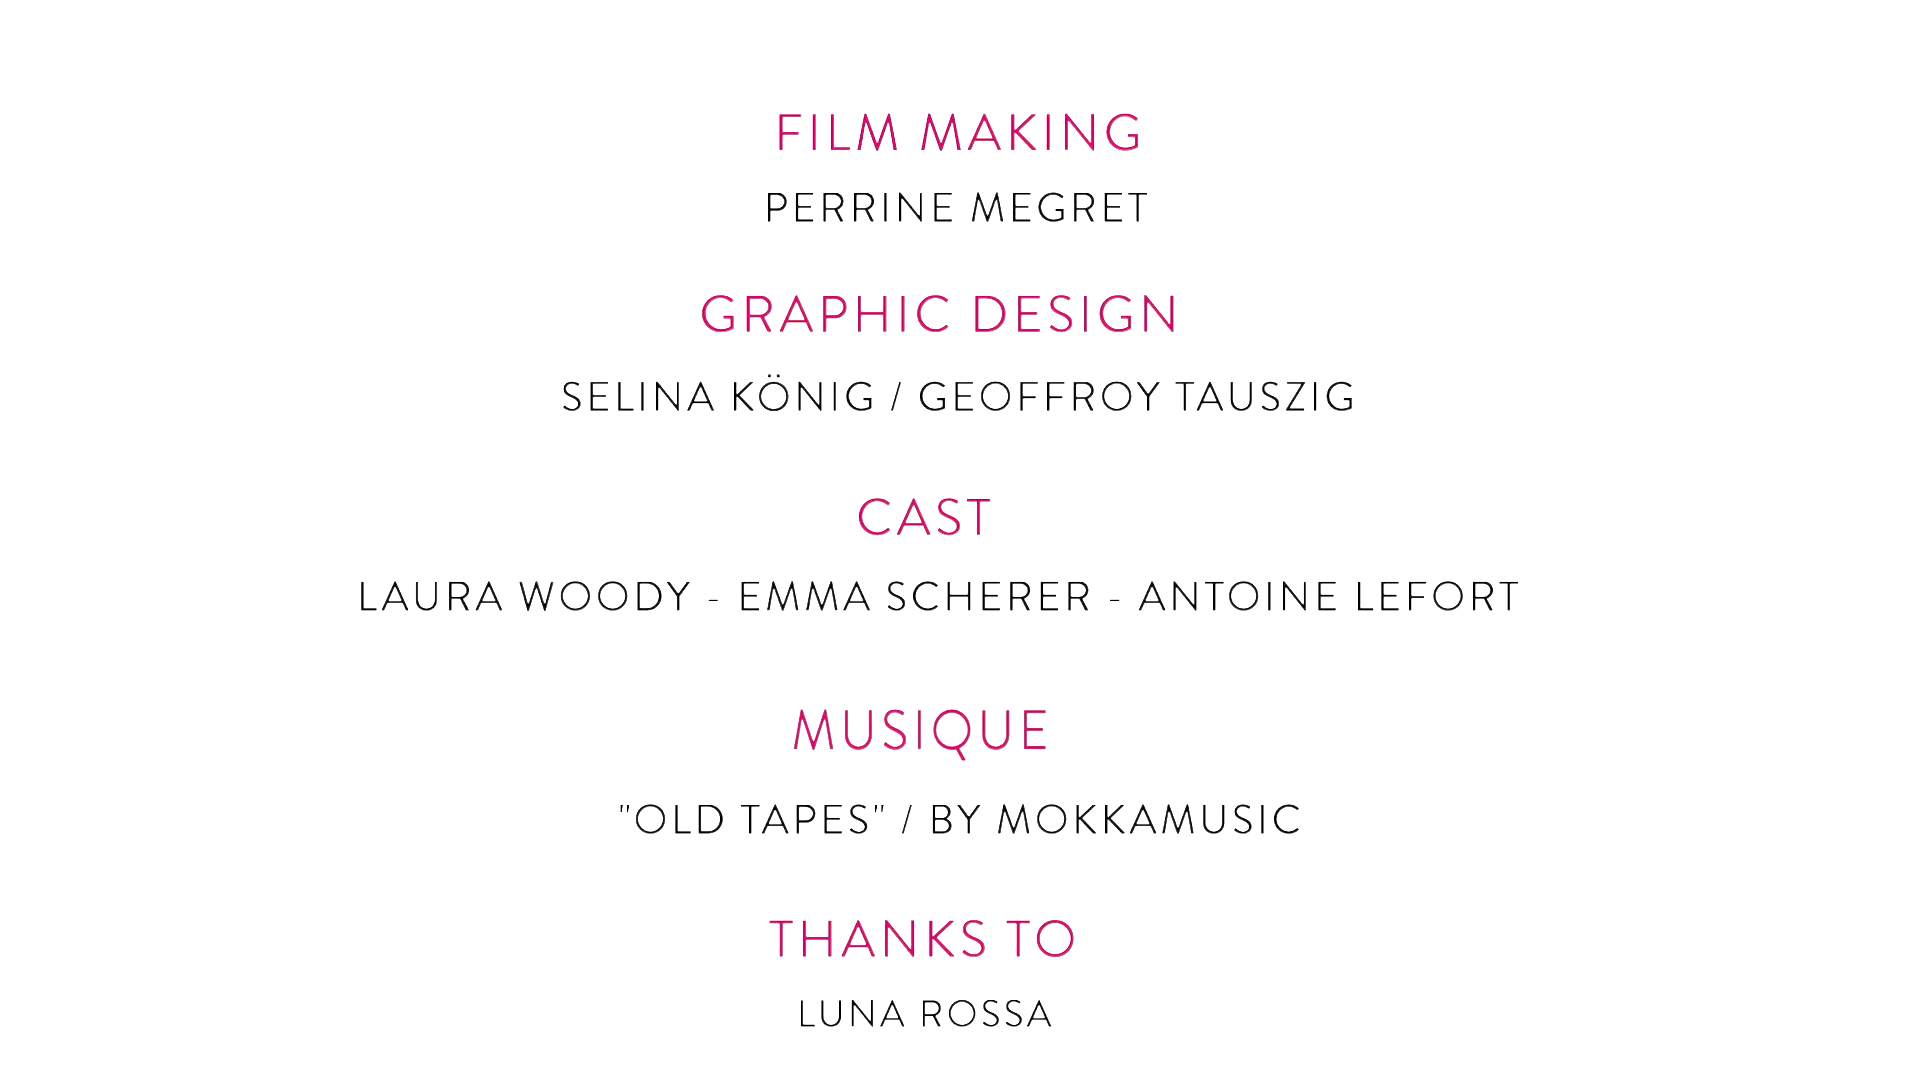 FILM MAKING
PERRINE MEGRET
GRAPHIC DESIGN
SELINA KÖNIG / GEOFFROY TAUSZIG
CAST
LAURA WOODY - EMMA SCHERER - ANTOINE LEFORT
MUSIQUE
"OLD TAPES" / BY MOKKAMUSIC
THANKS TO
LUNA ROSSA